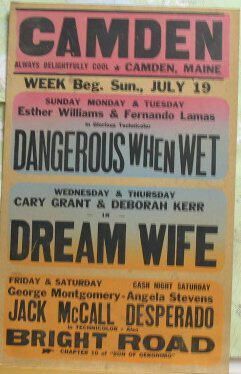 CAMDEN
ALWAYS DELIGHTFULLY COOL ★ CAMDEN, MAINE
WEEK Beg. Sun., JULY 19
SUNDAY MONDAY & TUESDAY
Esther Williams & Fernando Lamas
In Glorious Technicolor
DANGEROUS WHEN WET
WEDNESDAY & THURSDAY
CARY GRANT & DEBORAH KERR
— IN —
DREAM WIFE
FRIDAY & SATURDAY CASH NIGHT SATURDAY
George Montgomery - Angela Stevens
JACK McCALL DESPERADO
In TECHNICOLOR - Also
BRIGHT ROAD
CHAPTER 10 of "SON OF GERONIMO"